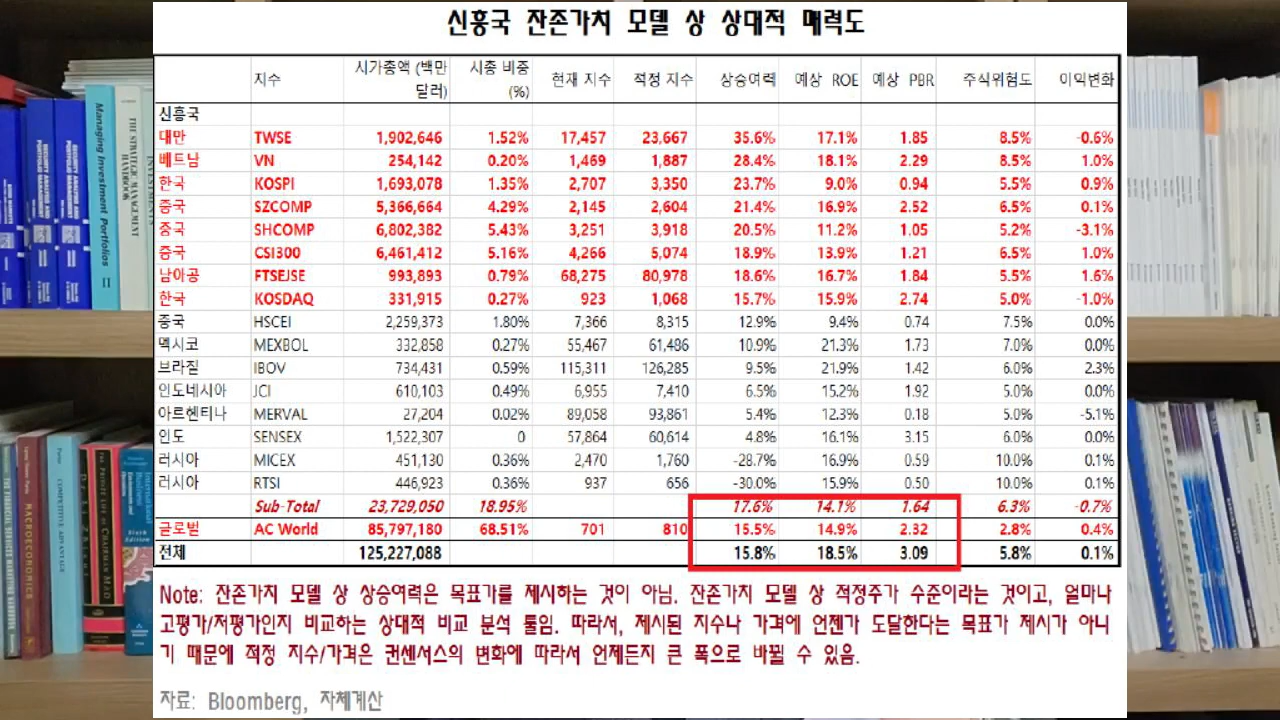 신흥국 잔존가치 모델 상 상대적 매력도
지수 시가총액 (백만 달러) 시총 비중 (%) 현재 지수 적정 지수 상승여력 예상 ROE 예상 PBR 주식위험도 이익변화
신흥국
대만 TWSE 1,902,646 1.52% 17,457 23,667 35.6% 17.1% 1.85 8.5% -0.6%
베트남 VN 254,142 0.20% 1,469 1,887 28.4% 18.1% 2.29 8.5% 1.0%
한국 KOSPI 1,693,078 1.35% 2,707 3,350 23.7% 9.0% 0.94 5.5% 0.9%
중국 SZCOMP 5,366,664 4.29% 2,145 2,604 21.4% 16.9% 2.52 6.5% 0.1%
중국 SHCOMP 6,802,382 5.43% 3,251 3,918 20.5% 11.2% 1.05 5.2% -3.1%
중국 CSI300 6,461,412 5.16% 4,266 5,074 18.9% 13.9% 1.21 5.5% 1.0%
남아공 FTSEJSE 993,893 0.79% 68,275 80,978 18.6% 16.7% 1.84 5.5% 1.6%
한국 KOSDAQ 331,915 0.27% 923 1,068 15.7% 15.9% 2.74 5.0% -1.0%
중국 HSCEI 2,259,373 1.80% 7,366 8,315 12.9% 9.4% 0.74 7.5% 0.0%
멕시코 MEXBOL 332,858 0.27% 55,467 61,486 10.9% 21.3% 1.73 7.0% 0.0%
브라질 IBOV 734,431 0.59% 115,311 126,285 9.5% 21.9% 1.42 6.0% 2.3%
인도네시아 JCI 610,103 0.49% 6,955 7,410 6.5% 15.2% 1.92 5.0% 0.0%
아르헨티나 MERVAL 27,204 0.02% 89,058 93,861 5.4% 12.3% 0.18 5.0% -5.1%
인도 SENSEX 1,522,307 0 57,864 60,614 4.8% 16.1% 3.15 6.0% 0.0%
러시아 MICEX 451,130 0.36% 2,470 1,760 -28.7% 16.9% 0.59 10.0% 0.1%
러시아 RTSI 446,923 0.36% 937 656 -30.0% 15.9% 0.50 10.0% 0.1%
Sub-Total 23,729,050 18.95% 17.6% 14.1% 1.64 6.3% -0.7%
글로벌 AC World 85,797,180 68.51% 701 810 15.5% 14.9% 2.32 2.8% 0.4%
전체 125,227,088 15.8% 18.5% 3.09 5.8% 0.1%
Note: 잔존가치 모델 상 상승여력은 목표가를 제시하는 것이 아님. 잔존가치 모델 상 적정주가 수준이라는 것이고, 얼마나
고평가/저평가인지 비교하는 상대적 비교 분석 툴임. 따라서, 제시된 지수나 가격에 언젠가 도달한다는 목표가 제시가 아니
기 때문에 적정 지수/가격은 컨센서스의 변화에 따라서 언제든지 큰 폭으로 바뀔 수 있음.
자료: Bloomberg, 자체계산
Managing Investment Portfolios
THE STRATEGIC MANAGEMENT
HANDBOOK
MACROECONOMICS
COMPETITIVE ADVANTAGE
THE PRIVATE LIFE OF CHAIRMAN MAO